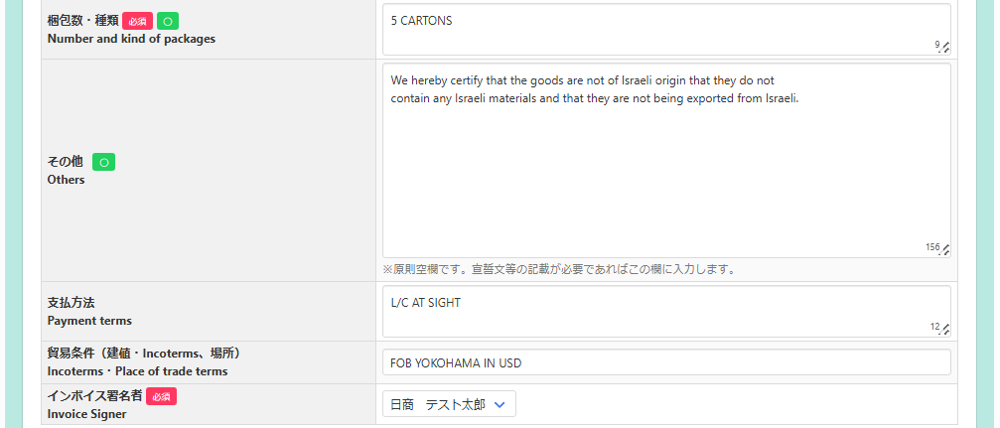 梱包数・種類 必須 ○
Number and kind of packages
5 CARTONS
9
その他 ○
Others
We hereby certify that the goods are not of Israeli origin that they do not
contain any Israeli materials and that they are not being exported from Israeli.
156
※原則空欄です。宣誓文等の記載が必要であればこの欄に入力します。
支払方法
Payment terms
L/C AT SIGHT
12
貿易条件（建値・Incoterms、場所）
Incoterms・Place of trade terms
FOB YOKOHAMA IN USD
インボイス署名者 必須
Invoice Signer
日商　テスト太郎